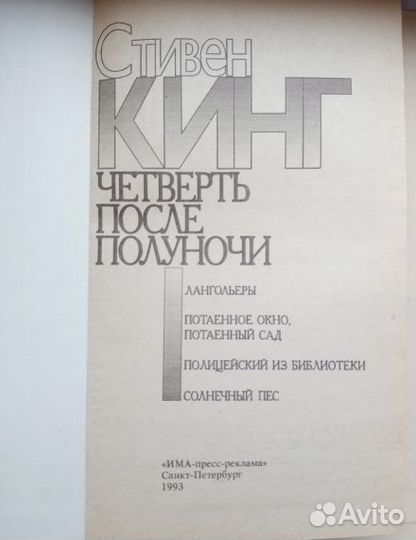 Стивен
КИНГ
ЧЕТВЕРТЬ
ПОСЛЕ
ПОЛУНОЧИ
ЛАНГОЛЬЕРЫ
ПОТАЕННОЕ ОКНО,
ПОТАЕННЫЙ САД
ПОЛИЦЕЙСКИЙ ИЗ БИБЛИОТЕКИ
СОЛНЕЧНЫЙ ПЕС
«ИМА-пресс-реклама»
Санкт-Петербург
1993
Avito